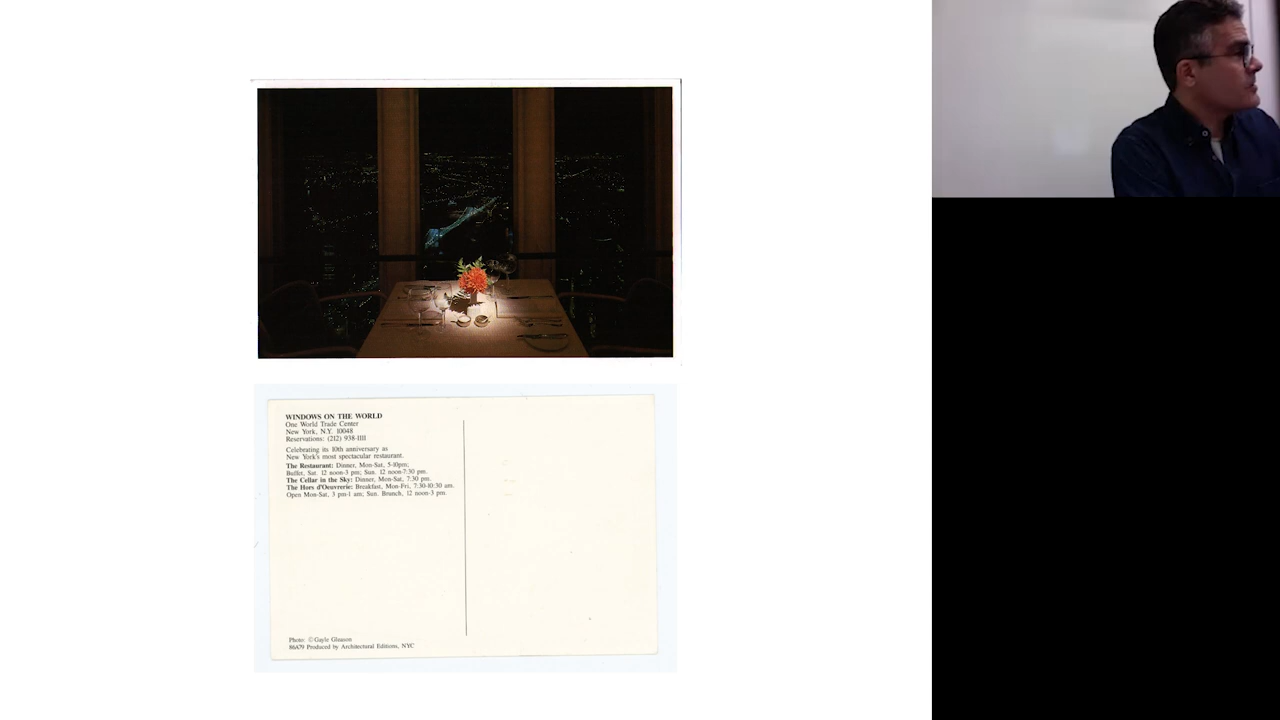 WINDOWS ON THE WORLD
One World Trade Center
New York, N.Y. 10048
Reservations: (212) 938-1111
Celebrating its 10th anniversary as
New York's most spectacular restaurant.
The Restaurant: Dinner, Mon-Sat, 5-10pm;
Buffet, Sat. 12 noon-3 pm; Sun. 12 noon-7:30 pm.
The Cellar in the Sky: Dinner, Mon-Sat, 7:30 pm.
The Hors d'Oeuvrerie: Breakfast, Mon-Fri, 7:30-10:30 am.
Open Mon-Sat, 3 pm-1 am; Sun. Brunch, 12 noon-3 pm.
Photo: © Gayle Gleason
86A79 Produced by Architectural Editions, NYC